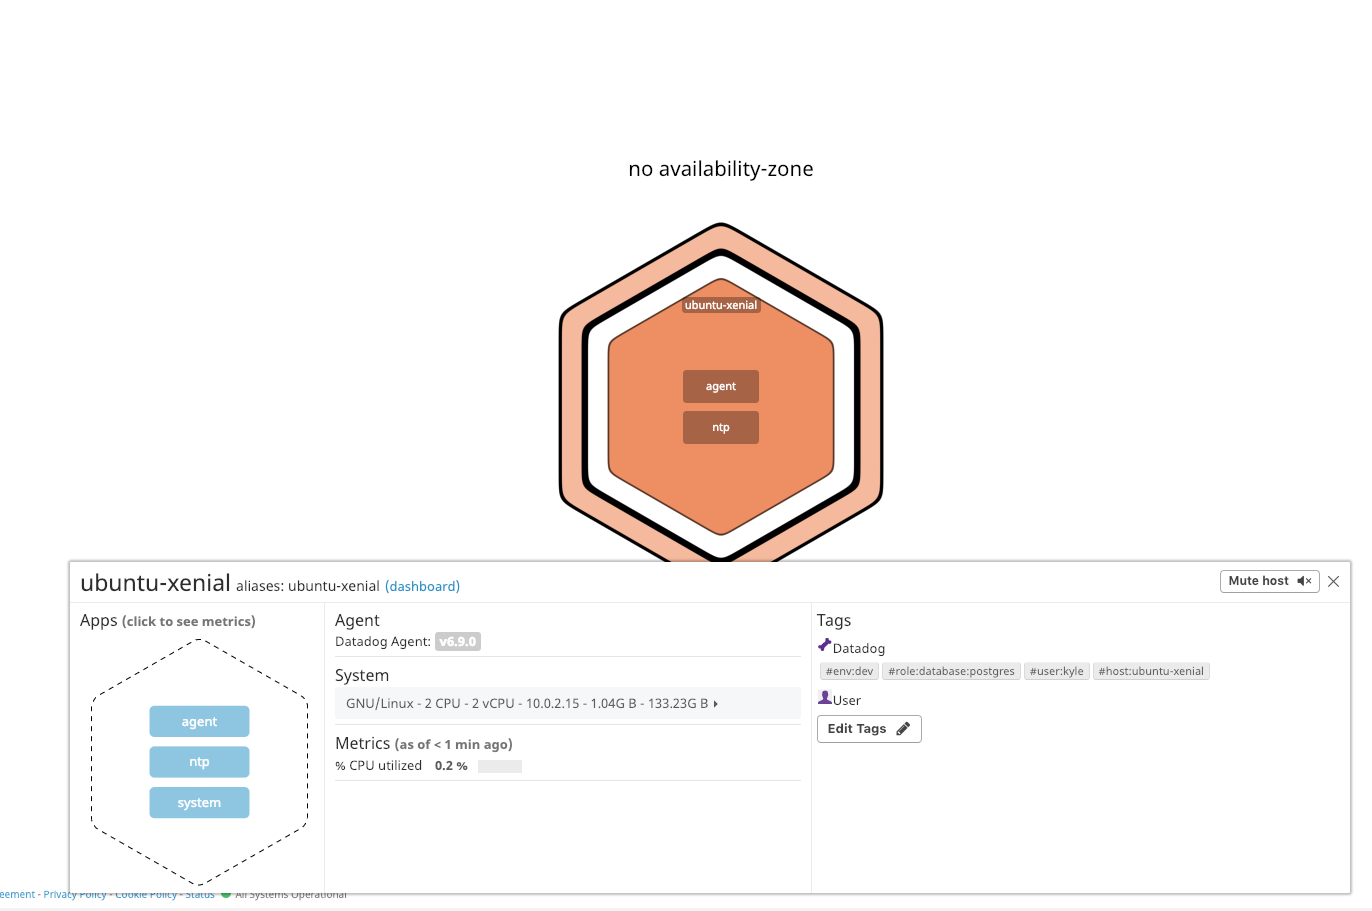 no availability-zone
ubuntu-xenial
agent
ntp
ubuntu-xenial aliases: ubuntu-xenial (dashboard)
Mute host
Apps (click to see metrics)
agent
ntp
system
Agent
Datadog Agent: v6.9.0
System
GNU/Linux - 2 CPU - 2 vCPU - 10.0.2.15 - 1.04G B - 133.23G B
Metrics (as of < 1 min ago)
% CPU utilized 0.2 %
Tags
Datadog
#env:dev #role:database:postgres #user:kyle #host:ubuntu-xenial
User
Edit Tags
eement - Privacy Policy - Cookie Policy - Status All Systems Operational